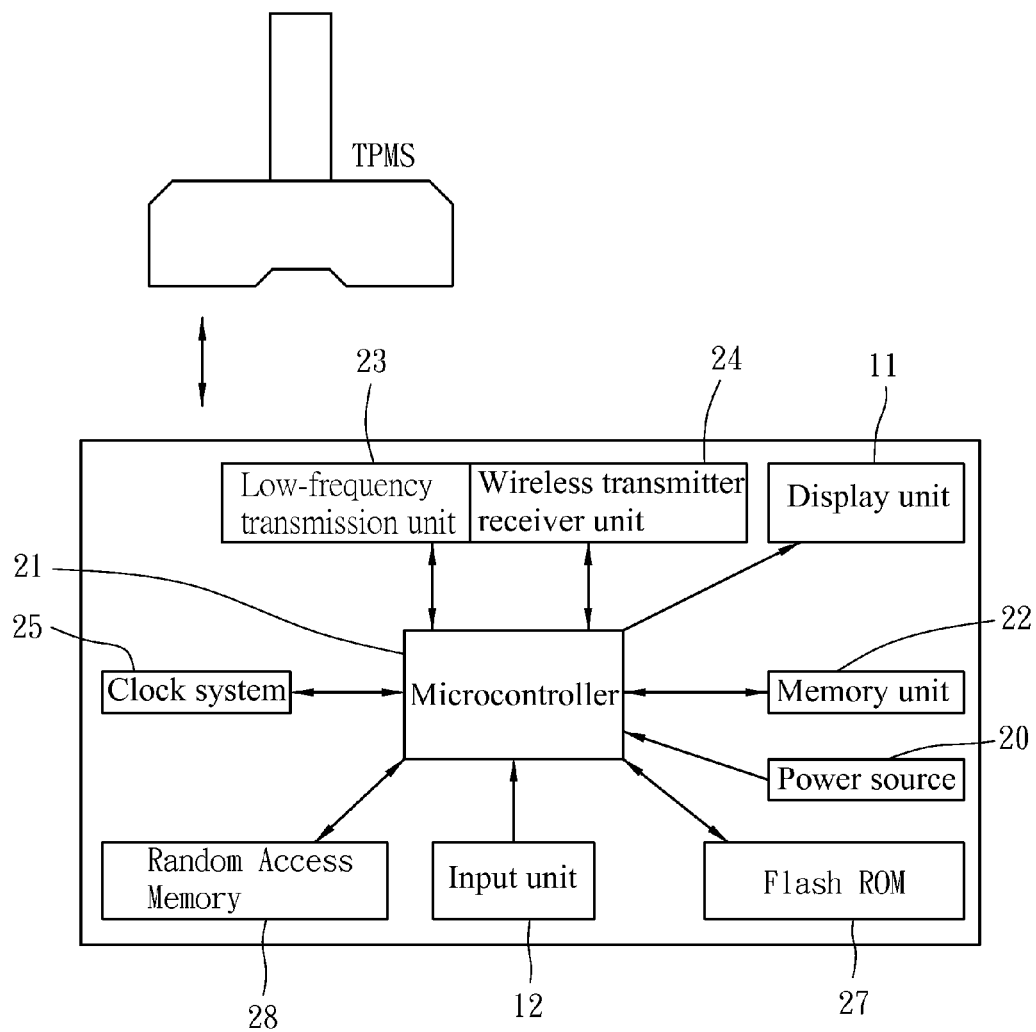 TPMS
23
24
11
Low-frequency
transmission unit
Wireless transmitter
receiver unit
Display unit
21
25
22
Clock system
Microcontroller
Memory unit
20
Power source
Random Access
Memory
Input unit
Flash ROM
28
12
27